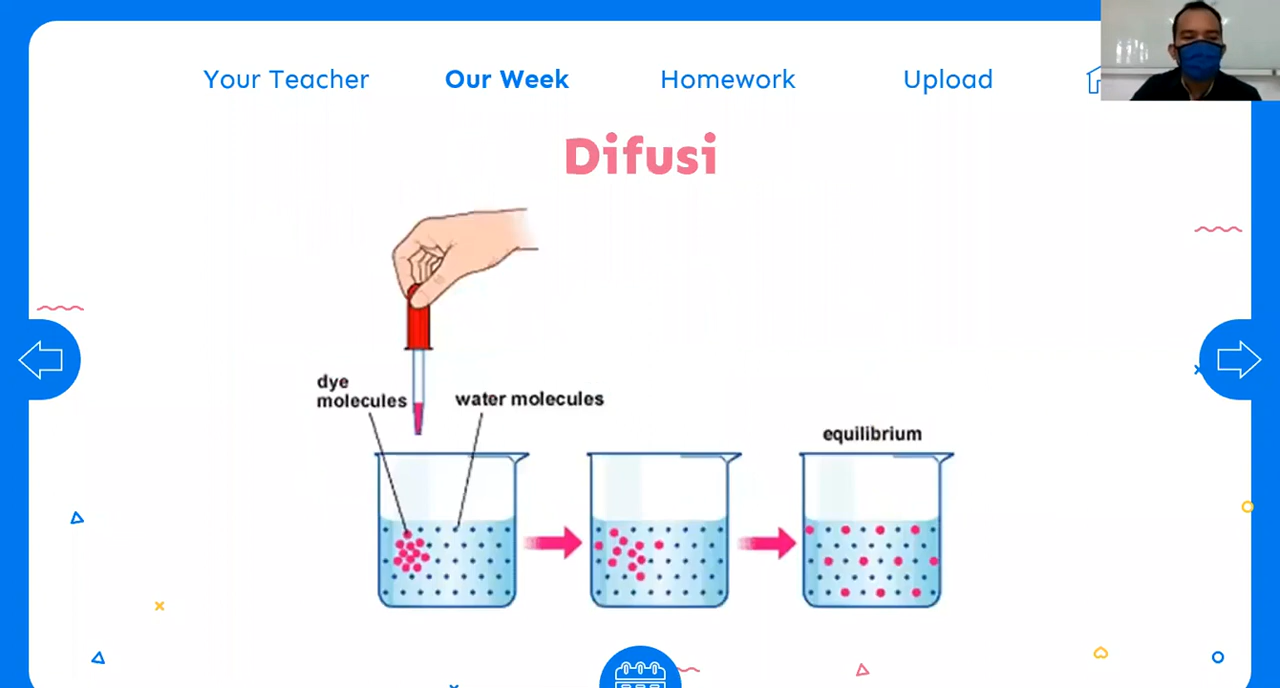 Your Teacher
Our Week
Homework
Upload
Difusi
dye
molecules
water molecules
equilibrium